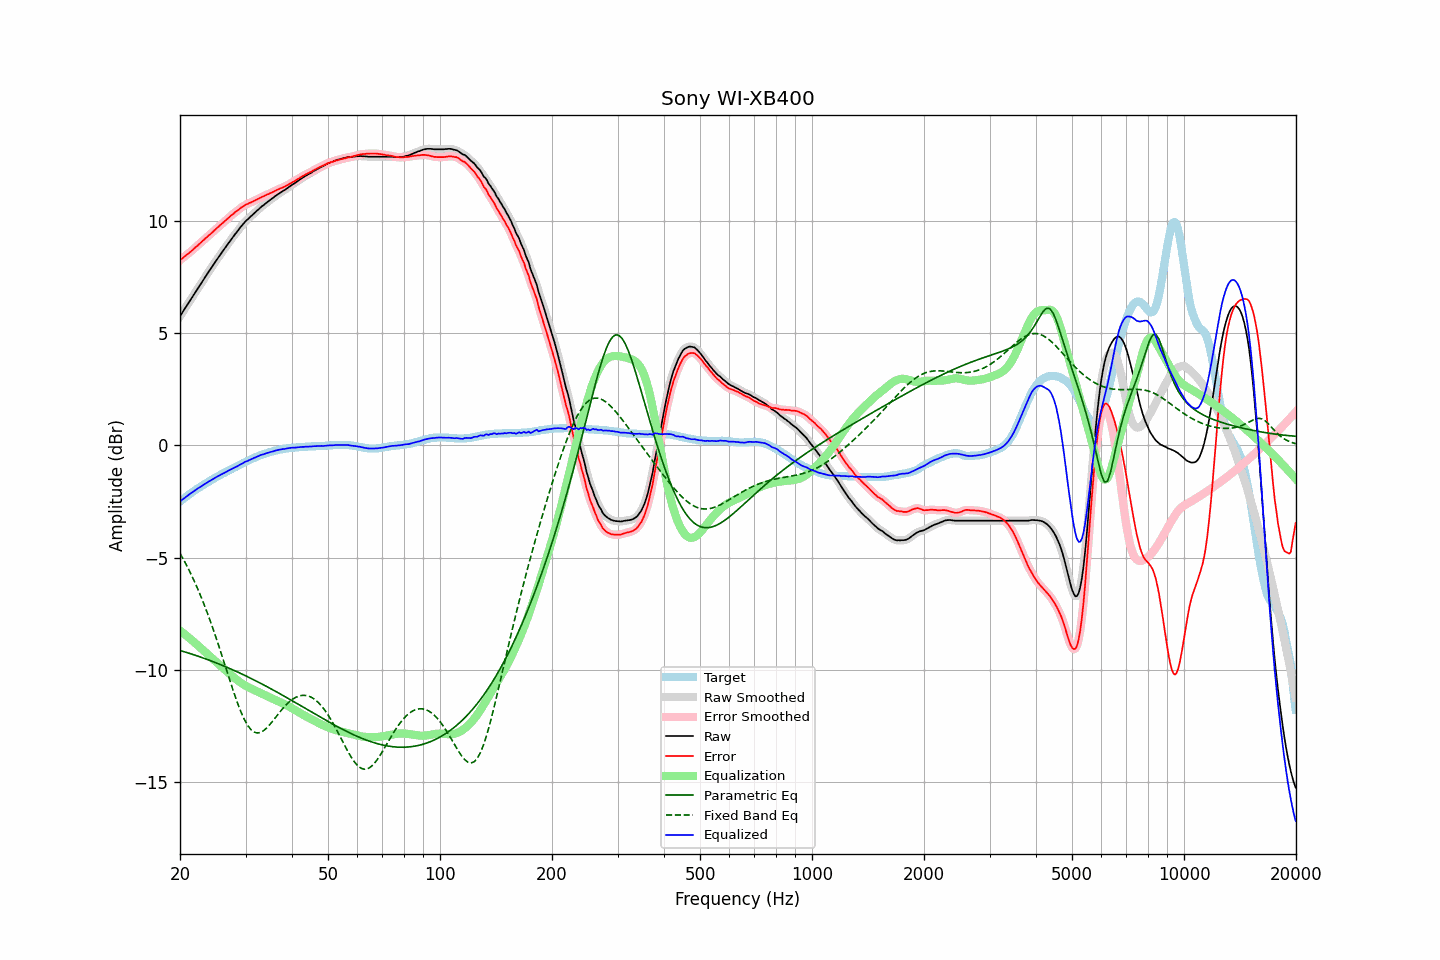 Sony WI-XB400
Amplitude (dBr)
10
5
0
−5
−10
−15
Target
Raw Smoothed
Error Smoothed
Raw
Error
Equalization
Parametric Eq
Fixed Band Eq
Equalized
20 50 100 200 500 1000 2000 5000 10000 20000
Frequency (Hz)